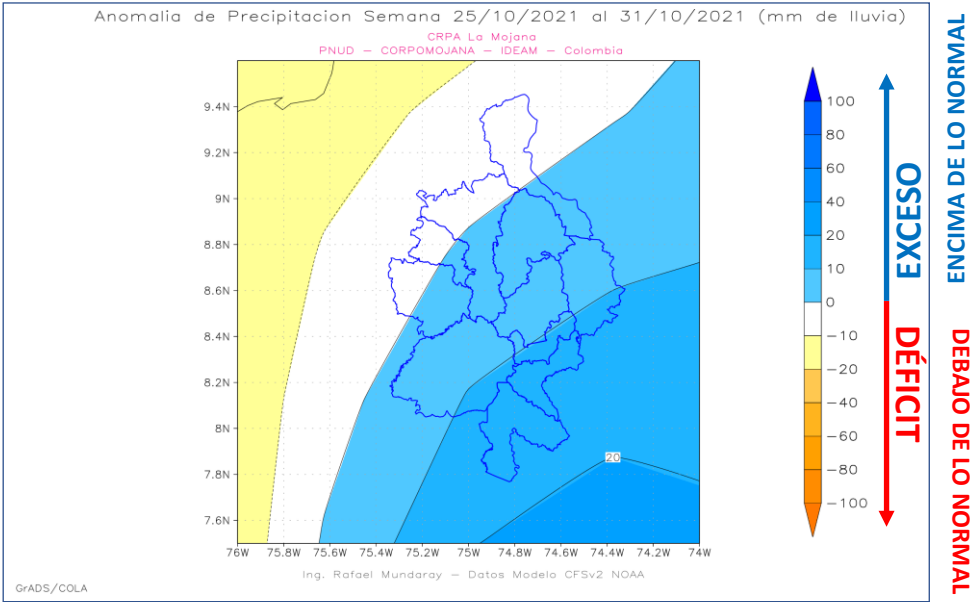 Anomalia de Precipitacion Semana 25/10/2021 al 31/10/2021 (mm de lluvia)
CRPA La Mojana
PNUD – CORPOMOJANA – IDEAM – Colombia
9.4N
9.2N
9N
8.8N
8.6N
8.4N
8.2N
8N
7.8N
7.6N
76W 75.8W 75.6W 75.4W 75.2W 75W 74.8W 74.6W 74.4W 74.2W 74W
20
100
80
60
40
20
10
0
−10
−20
−40
−60
−80
−100
EXCESO
DÉFICIT
ENCIMA DE LO NORMAL
DEBAJO DE LO NORMAL
Ing. Rafael Mundaray – Datos Modelo CFSv2 NOAA
GrADS/COLA